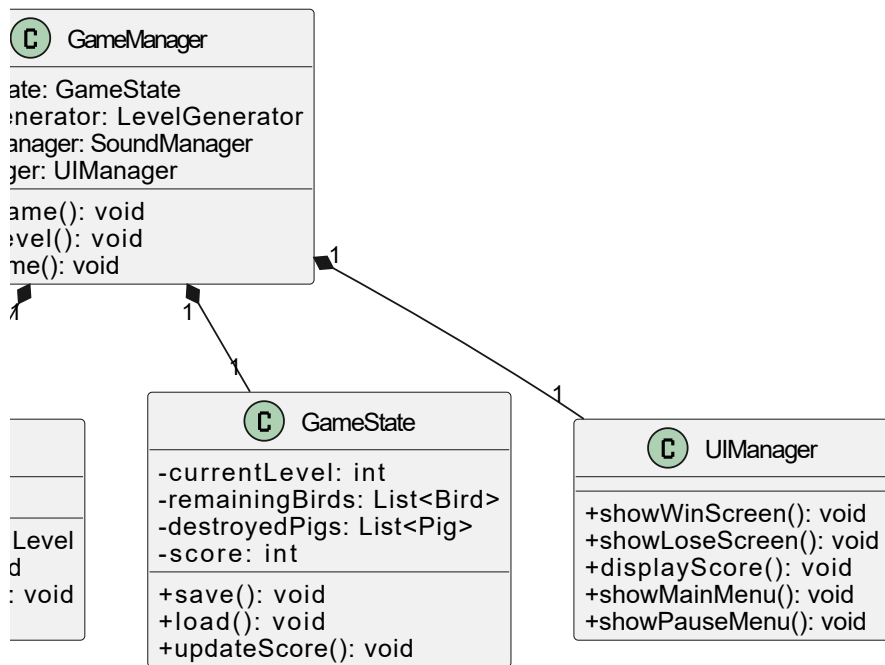 C GameManager
ate: GameState
enerator: LevelGenerator
anager: SoundManager
ger: UIManager
ame(): void
evel(): void
me(): void
1
1
1
1
1
C GameState
-currentLevel: int
-remainingBirds: List<Bird>
-destroyedPigs: List<Pig>
-score: int
+save(): void
+load(): void
+updateScore(): void
C UIManager
+showWinScreen(): void
+showLoseScreen(): void
+displayScore(): void
+showMainMenu(): void
+showPauseMenu(): void
Level
d
: void